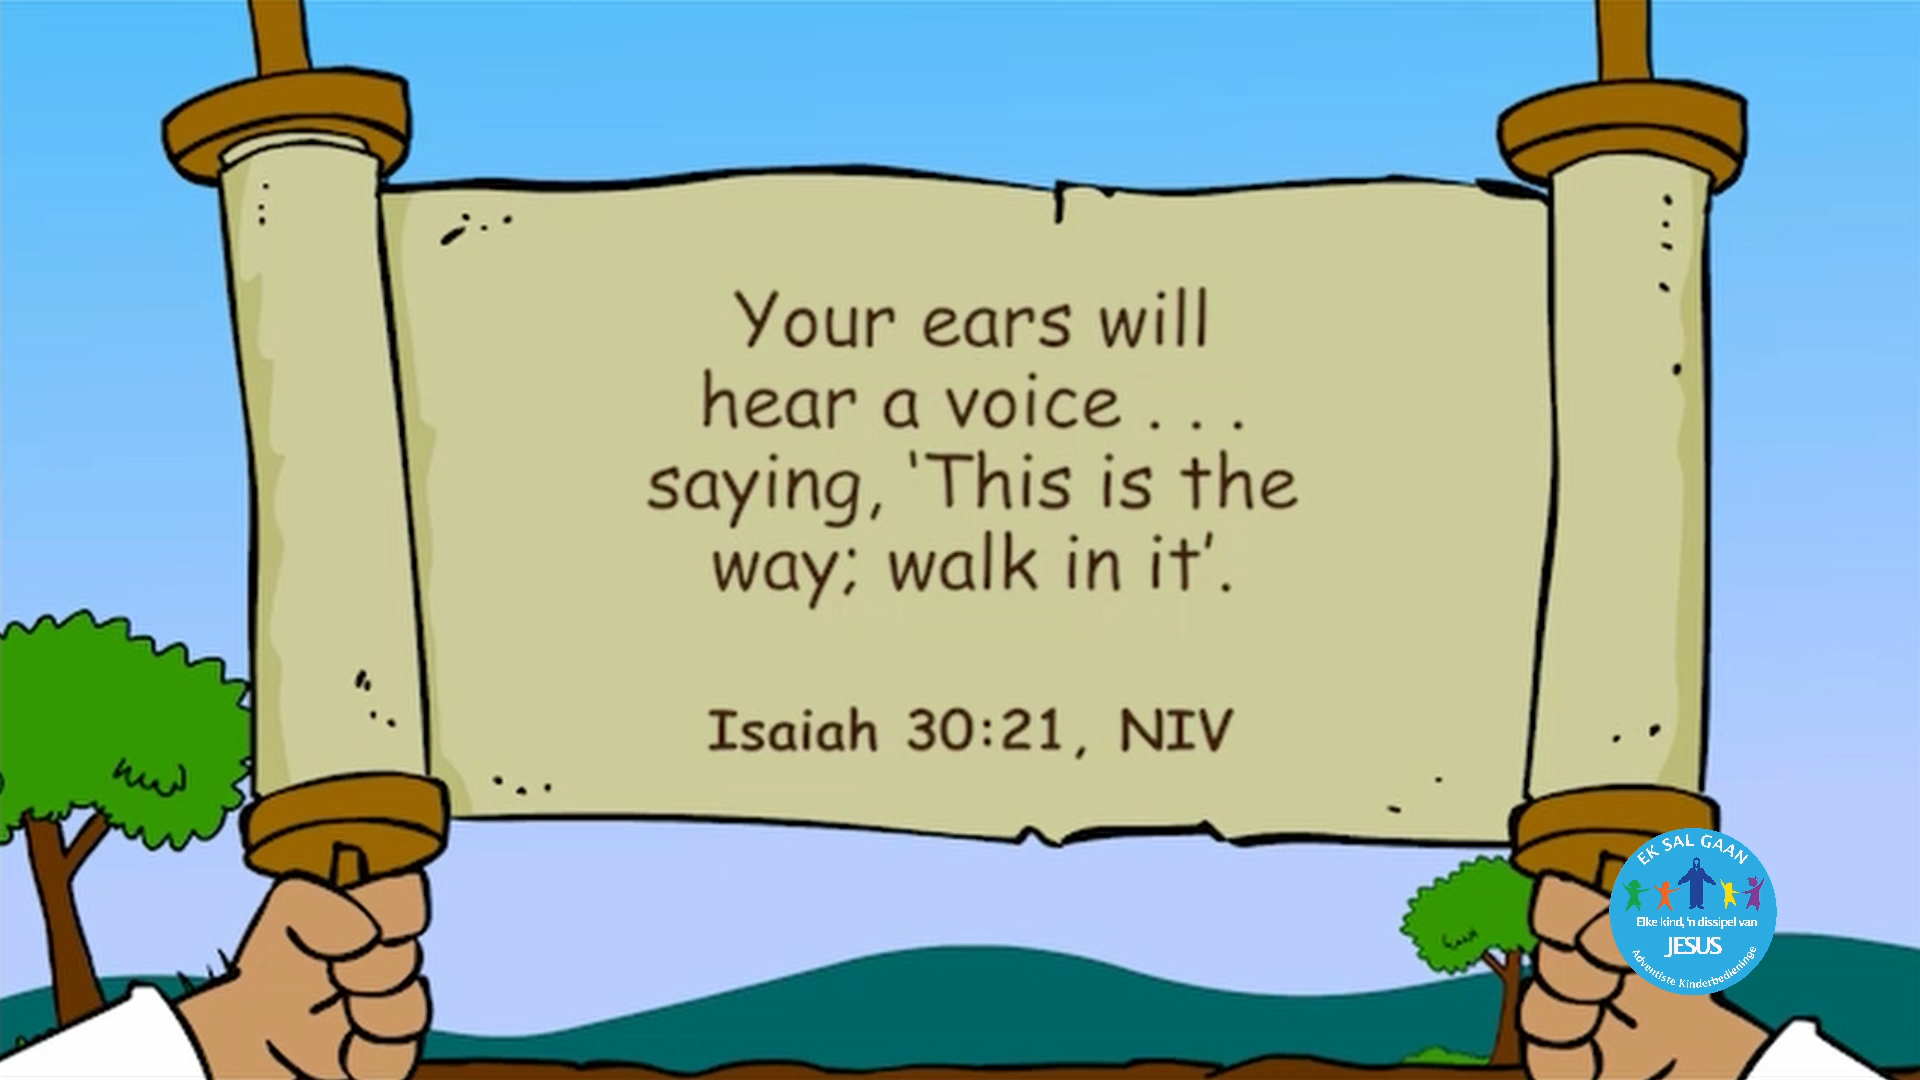 Your ears will
hear a voice . . .
saying, ‘This is the
way; walk in it’.
Isaiah 30:21, NIV
EK SAL GAAN
Elke kind, 'n dissipel van
JESUS
Adventiste Kinderbedieninge